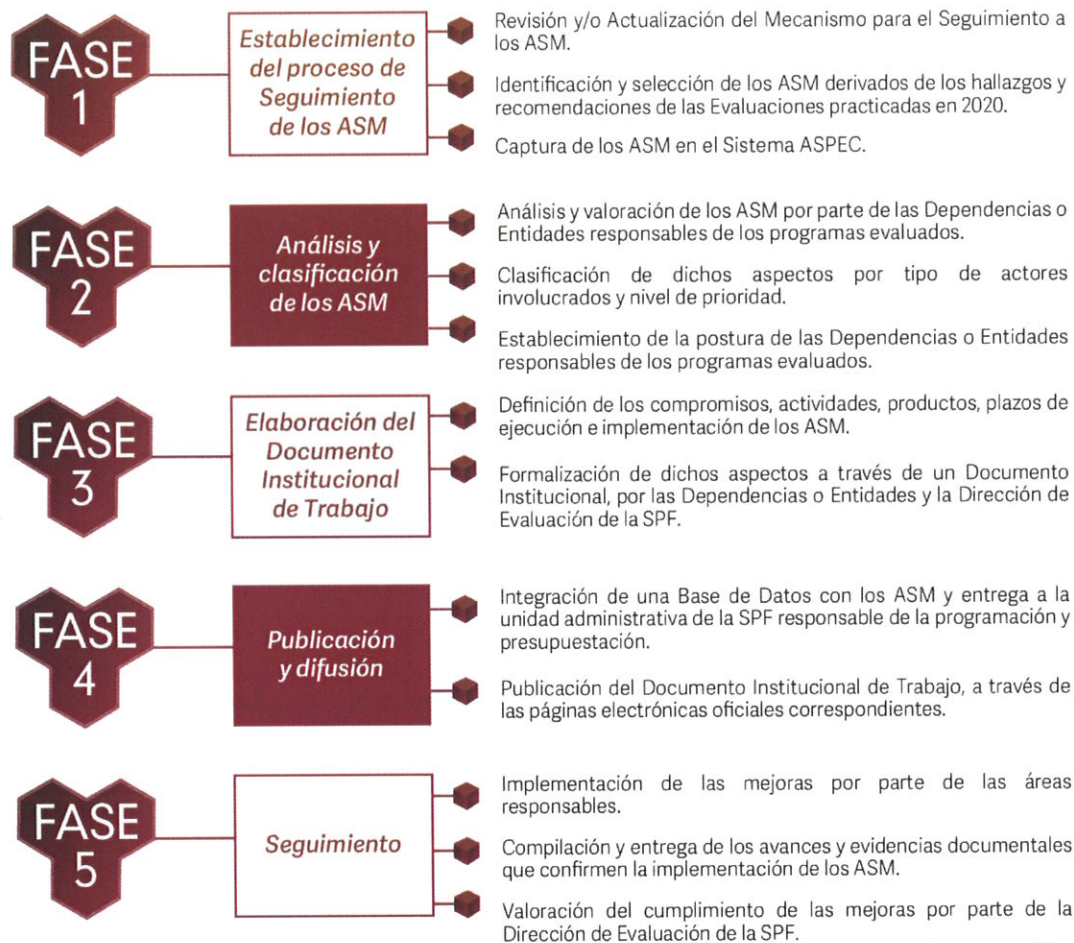 FASE
1
Establecimiento
del proceso de
Seguimiento
de los ASM
Revisión y/o Actualización del Mecanismo para el Seguimiento a
los ASM.
Identificación y selección de los ASM derivados de los hallazgos y
recomendaciones de las Evaluaciones practicadas en 2020.
Captura de los ASM en el Sistema ASPEC.
FASE
2
Análisis y
clasificación
de los ASM
Análisis y valoración de los ASM por parte de las Dependencias o
Entidades responsables de los programas evaluados.
Clasificación de dichos aspectos por tipo de actores
involucrados y nivel de prioridad.
Establecimiento de la postura de las Dependencias o Entidades
responsables de los programas evaluados.
FASE
3
Elaboración del
Documento
Institucional
de Trabajo
Definición de los compromisos, actividades, productos, plazos de
ejecución e implementación de los ASM.
Formalización de dichos aspectos a través de un Documento
Institucional, por las Dependencias o Entidades y la Dirección de
Evaluación de la SPF.
FASE
4
Publicación
y difusión
Integración de una Base de Datos con los ASM y entrega a la
unidad administrativa de la SPF responsable de la programación y
presupuestación.
Publicación del Documento Institucional de Trabajo, a través de
las páginas electrónicas oficiales correspondientes.
FASE
5
Seguimiento
Implementación de las mejoras por parte de las áreas
responsables.
Compilación y entrega de los avances y evidencias documentales
que confirmen la implementación de los ASM.
Valoración del cumplimiento de las mejoras por parte de la
Dirección de Evaluación de la SPF.